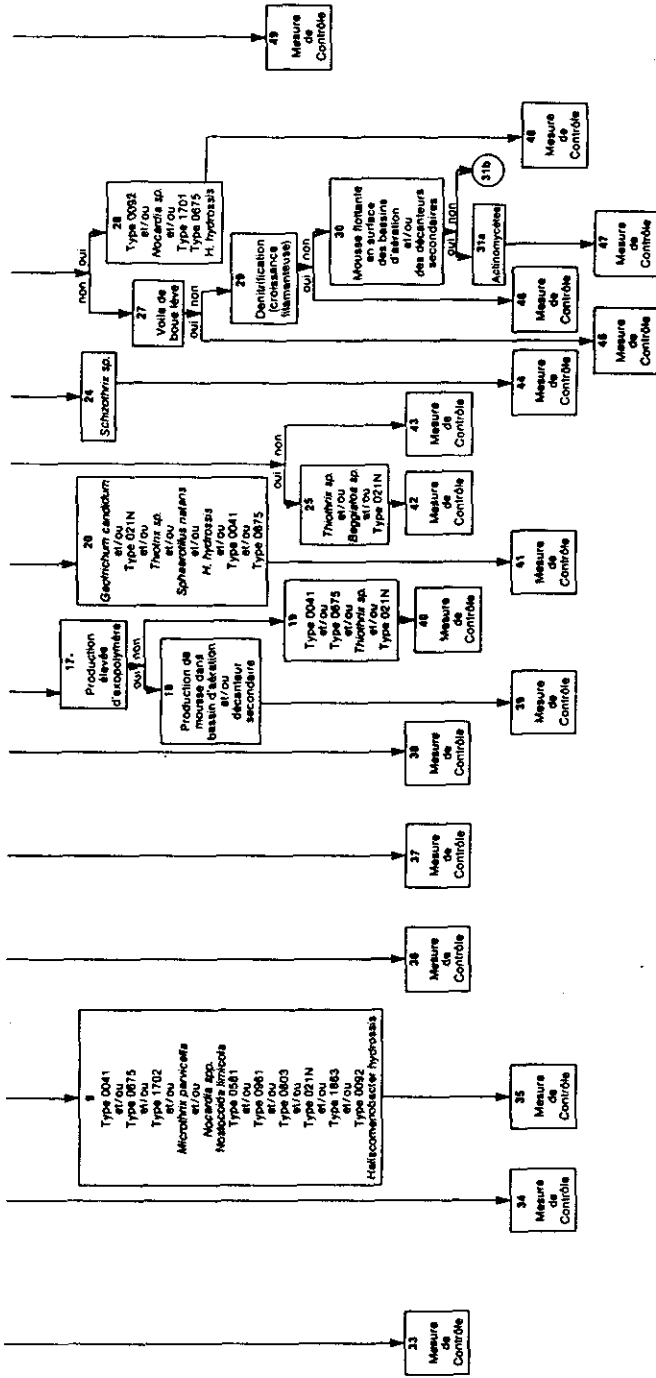 33
Mesure
de
Contrôle
34
Mesure
de
Contrôle
9
Type 0041
et/ou
Type 0675
et/ou
Type 1702
et/ou
Microthrix parvicella
et/ou
Nocardia spp.
Nostocoida limicola
Type 0581
et/ou
Type 0961
et/ou
Type 0803
et/ou
Type 021N
et/ou
Type 1863
et/ou
Type 0092
Haliscomenobacter hydrossis
35
Mesure
de
Contrôle
36
Mesure
de
Contrôle
37
Mesure
de
Contrôle
38
Mesure
de
Contrôle
17.
Production
élevée
d'exopolymère
oui non
18
Production de
mousse dans
bassin d'aération
et/ou
décanteur
secondaire
39
Mesure
de
Contrôle
19
Type 0041
et/ou
Type 0675
et/ou
Thiothrix sp.
et/ou
Type 021N
40
Mesure
de
Contrôle
20
Geotrichum candidum
et/ou
Type 021N
et/ou
Thiotrix sp.
et/ou
Sphaerotilus natans
et/ou
H. hydrossis
et/ou
Type 0041
et/ou
Type 0675
41
Mesure
de
Contrôle
oui non
25
Thiothrix sp.
et/ou
Beggiatoa sp.
et/ou
Type 021N
42
Mesure
de
Contrôle
43
Mesure
de
Contrôle
24
Schizothrix sp.
44
Mesure
de
Contrôle
non oui
27
Voile de
boue lève
oui non
28
Type 0092
et/ou
Nocardia sp.
et/ou
Type 1701
Type 0675
H. hydrossis
29
Dénitrification
(croissance
filamenteuse)
oui non
30
Mousse flottante
en surface
des bassins
d'aération
et/ou
des décanteurs
secondaires
oui non
31a
Actinomycètes
31b
45
Mesure
de
Contrôle
46
Mesure
de
Contrôle
47
Mesure
de
Contrôle
48
Mesure
de
Contrôle
49
Mesure
de
Contrôle